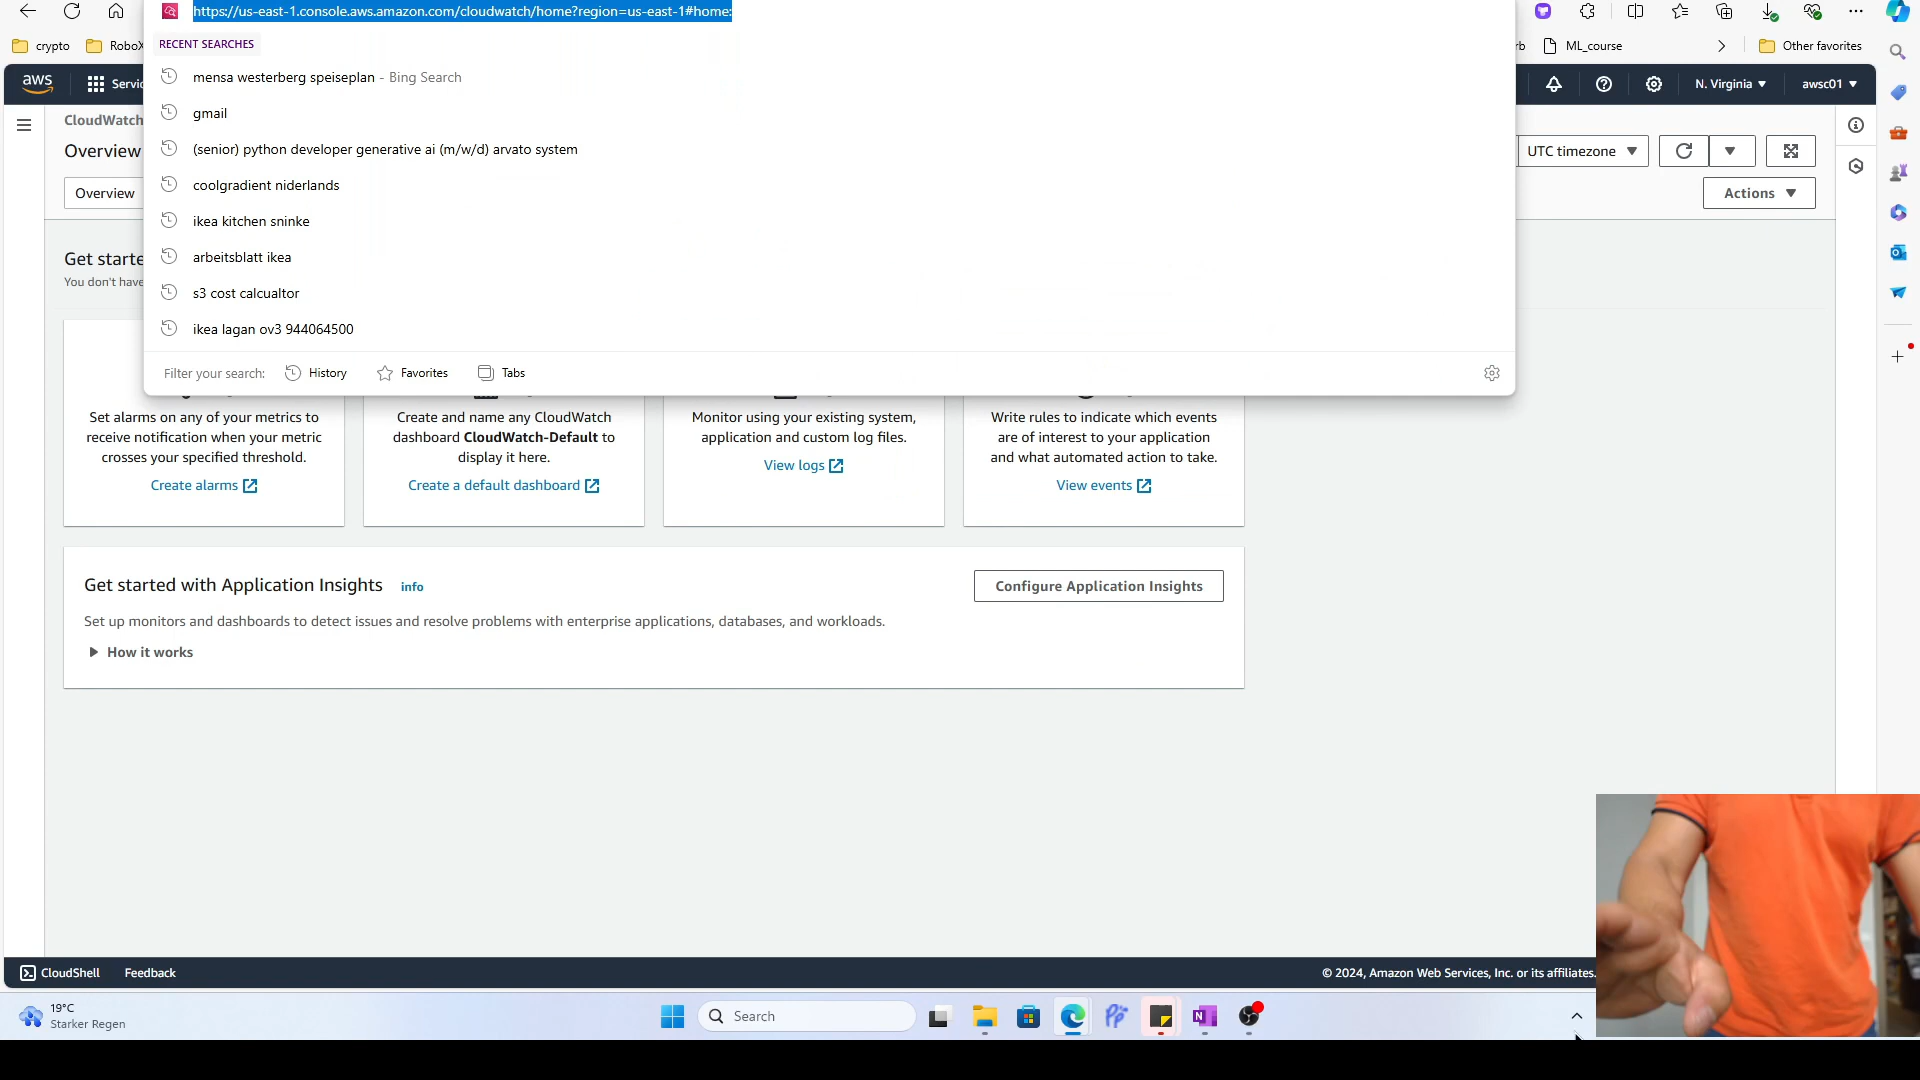 https://us-east-1.console.aws.amazon.com/cloudwatch/home?region=us-east-1#home:
crypto
RoboX
RECENT SEARCHES
rb
ML_course
Other favorites
mensa westerberg speiseplan - Bing Search
gmail
(senior) python developer generative ai (m/w/d) arvato system
coolgradient niderlands
ikea kitchen sninke
arbeitsblatt ikea
s3 cost calcualtor
ikea lagan ov3 944064500
Filter your search:
History
Favorites
Tabs
aws
Servic
N. Virginia
awsc01
CloudWatch
Overview
UTC timezone
Overview
Actions
Get starte
You don't have
Set alarms on any of your metrics to
receive notification when your metric
crosses your specified threshold.
Create alarms
Create and name any CloudWatch
dashboard CloudWatch-Default to
display it here.
Create a default dashboard
Monitor using your existing system,
application and custom log files.
View logs
Write rules to indicate which events
are of interest to your application
and what automated action to take.
View events
Get started with Application Insights info
Configure Application Insights
Set up monitors and dashboards to detect issues and resolve problems with enterprise applications, databases, and workloads.
How it works
CloudShell
Feedback
© 2024, Amazon Web Services, Inc. or its affiliates.
19°C
Starker Regen
Search